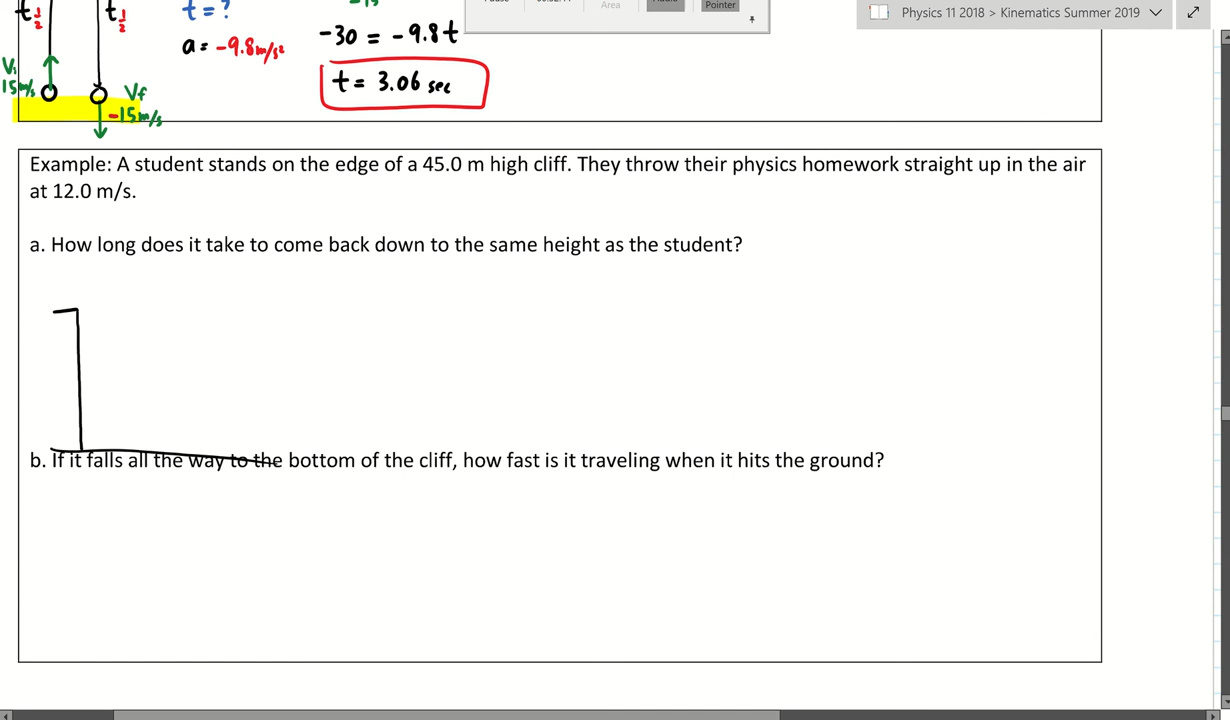 Area
Pointer
Physics 11 2018 > Kinematics Summer 2019
t½ t½ t = ?
a = -9.8m/s²
-30 = -9.8t
t = 3.06 sec
Vi
15m/s
Vf
-15m/s
Example: A student stands on the edge of a 45.0 m high cliff. They throw their physics homework straight up in the air
at 12.0 m/s.
a. How long does it take to come back down to the same height as the student?
b. If it falls all the way to the bottom of the cliff, how fast is it traveling when it hits the ground?